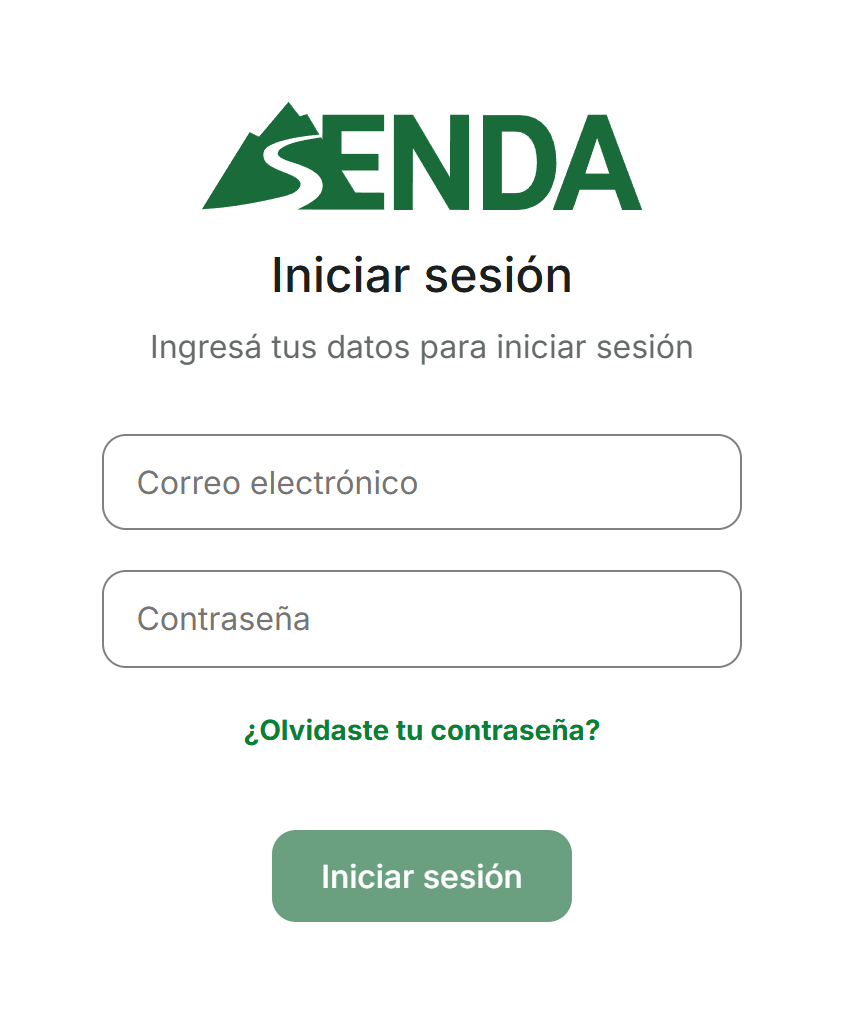 SENDA
Iniciar sesión
Ingresá tus datos para iniciar sesión
Correo electrónico
Contraseña
¿Olvidaste tu contraseña?
Iniciar sesión